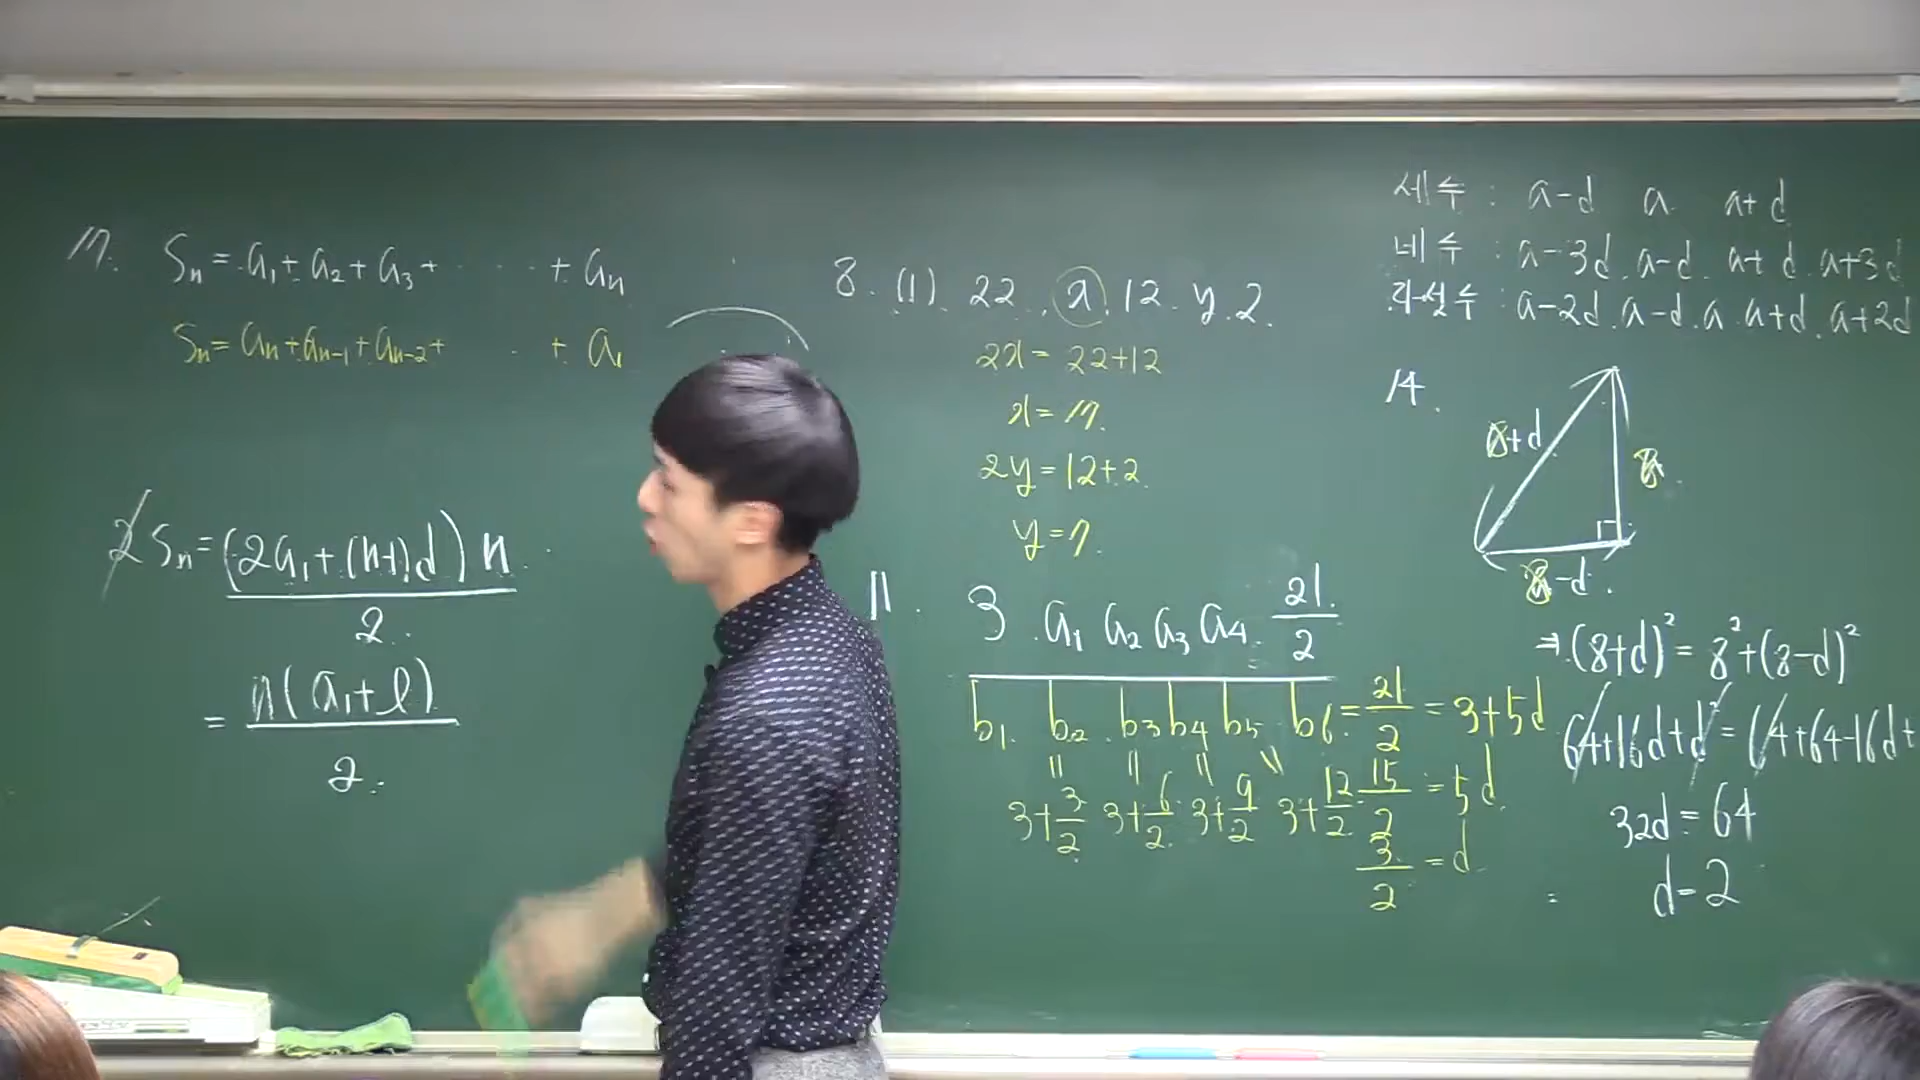 17. Sn = a1 + a2 + a3 + ····· + an
Sn = an + an-1 + an-2 + ···· + a1
2Sn = (2a1 + (n-1)d) n
2
= n(a1 + l)
2
8. (1). 22, x, 12. y. 2.
2x = 22+12
x = 17.
2y = 12+2
y = 7.
11. 3 . a1 a2 a3 a4. 21/2
b1. b2. b3 b4 b5 b6 = 21/2 = 3+5d
3+3/2 3+6/2 3+9/2 3+12/2
15/2 = 5d
3/2 = d
세수 : a-d a a+d
네수 : a-3d. a-d. a+d. a+3d
다섯수 : a-2d. a-d. a a+d. a+2d
14.
8+d
8
8-d.
⇒ (8+d)² = 8² + (8-d)²
64+16d+d² = 64+64-16d+
32d = 64
d = 2